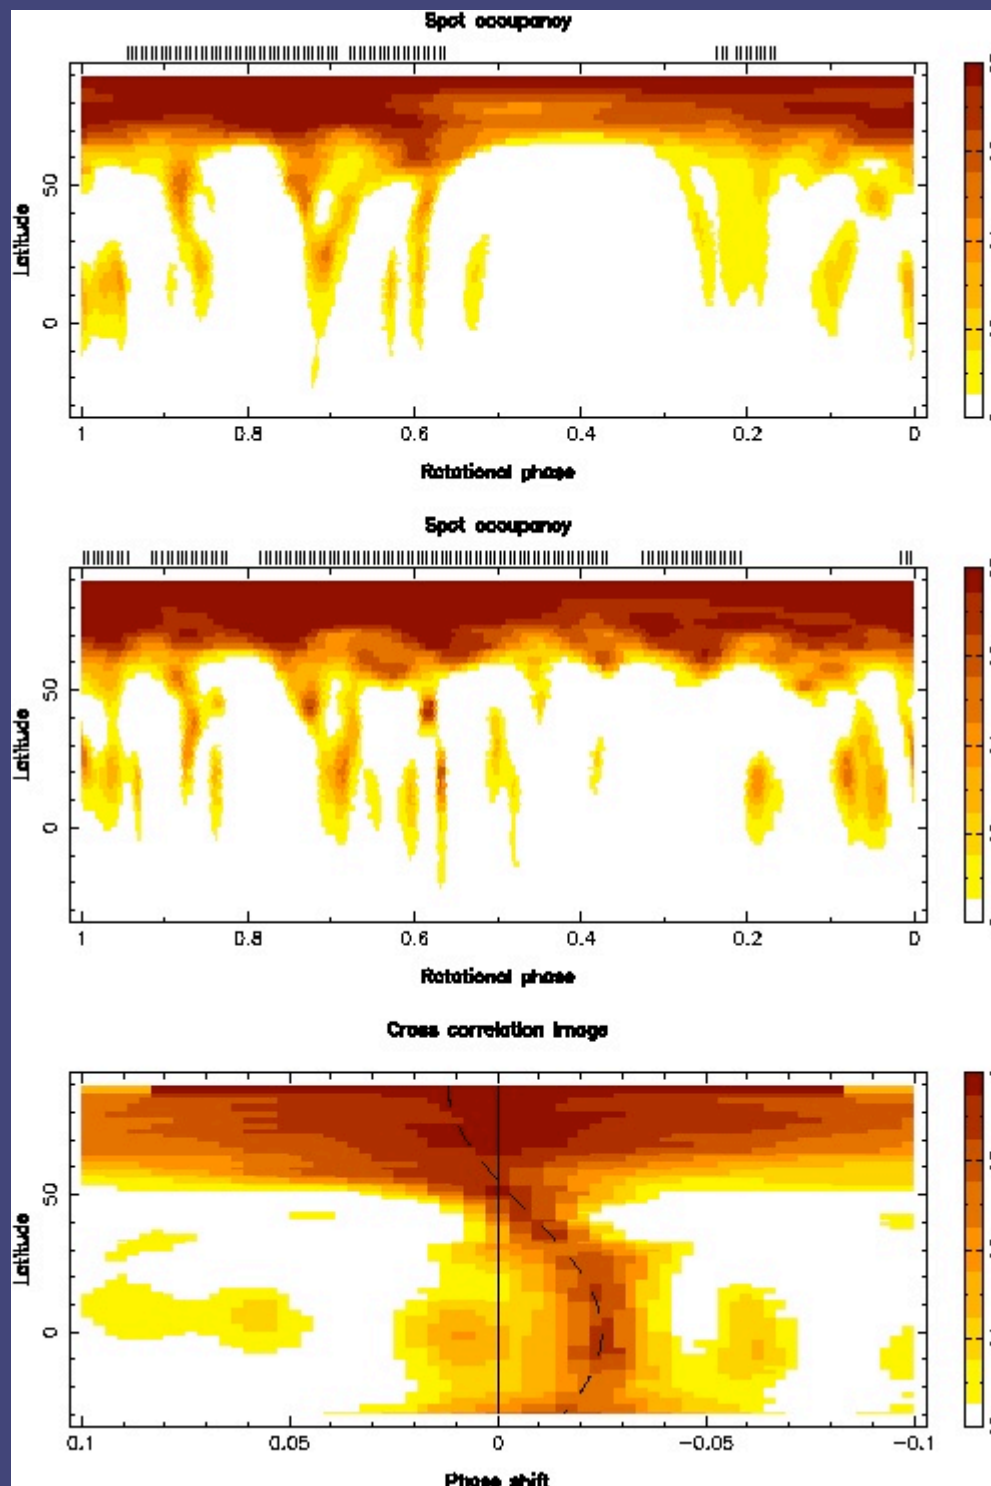 Spot occupancy
50
0
Latitude
1 0.8 0.6 0.4 0.2 0
Rotational phase
Spot occupancy
50
0
Latitude
1 0.8 0.6 0.4 0.2 0
Rotational phase
Cross correlation image
50
0
Latitude
0.1 0.05 0 −0.05 −0.1
Phase shift